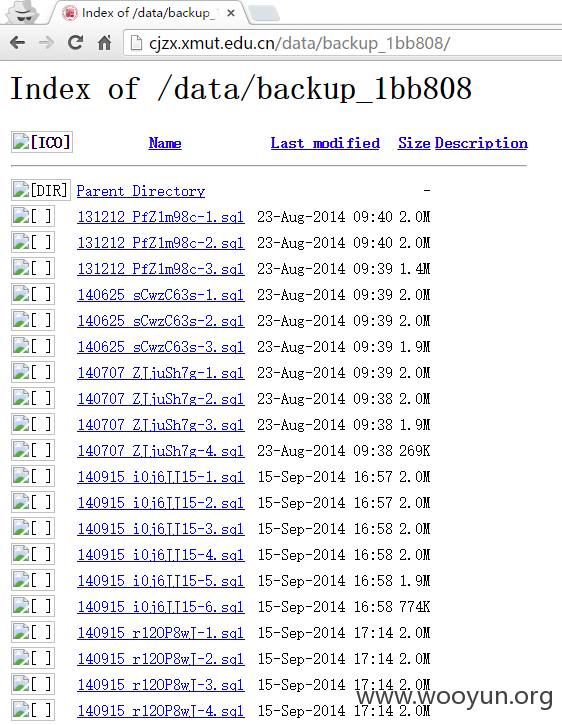 Index of /data/backup_1bb8
cjzx.xmut.edu.cn/data/backup_1bb808/
Index of /data/backup_1bb808
[ICO] Name Last modified Size Description
[DIR] Parent Directory -
[ ] 131212_PfZ1m98c-1.sql 23-Aug-2014 09:40 2.0M
[ ] 131212_PfZ1m98c-2.sql 23-Aug-2014 09:40 2.0M
[ ] 131212_PfZ1m98c-3.sql 23-Aug-2014 09:39 1.4M
[ ] 140625_sCwzC63s-1.sql 23-Aug-2014 09:39 2.0M
[ ] 140625_sCwzC63s-2.sql 23-Aug-2014 09:39 2.0M
[ ] 140625_sCwzC63s-3.sql 23-Aug-2014 09:39 1.9M
[ ] 140707_ZJjuSh7g-1.sql 23-Aug-2014 09:39 2.0M
[ ] 140707_ZJjuSh7g-2.sql 23-Aug-2014 09:38 2.0M
[ ] 140707_ZJjuSh7g-3.sql 23-Aug-2014 09:38 1.9M
[ ] 140707_ZJjuSh7g-4.sql 23-Aug-2014 09:38 269K
[ ] 140915_i0j6JJ15-1.sql 15-Sep-2014 16:57 2.0M
[ ] 140915_i0j6JJ15-2.sql 15-Sep-2014 16:57 2.0M
[ ] 140915_i0j6JJ15-3.sql 15-Sep-2014 16:58 2.0M
[ ] 140915_i0j6JJ15-4.sql 15-Sep-2014 16:58 2.0M
[ ] 140915_i0j6JJ15-5.sql 15-Sep-2014 16:58 1.9M
[ ] 140915_i0j6JJ15-6.sql 15-Sep-2014 16:58 774K
[ ] 140915_r12OP8wJ-1.sql 15-Sep-2014 17:14 2.0M
[ ] 140915_r12OP8wJ-2.sql 15-Sep-2014 17:14 2.0M
[ ] 140915_r12OP8wJ-3.sql 15-Sep-2014 17:14 2.0M
[ ] 140915_r12OP8wJ-4.sql 15-Sep-2014 17:14 2.0M
www.wooyun.org